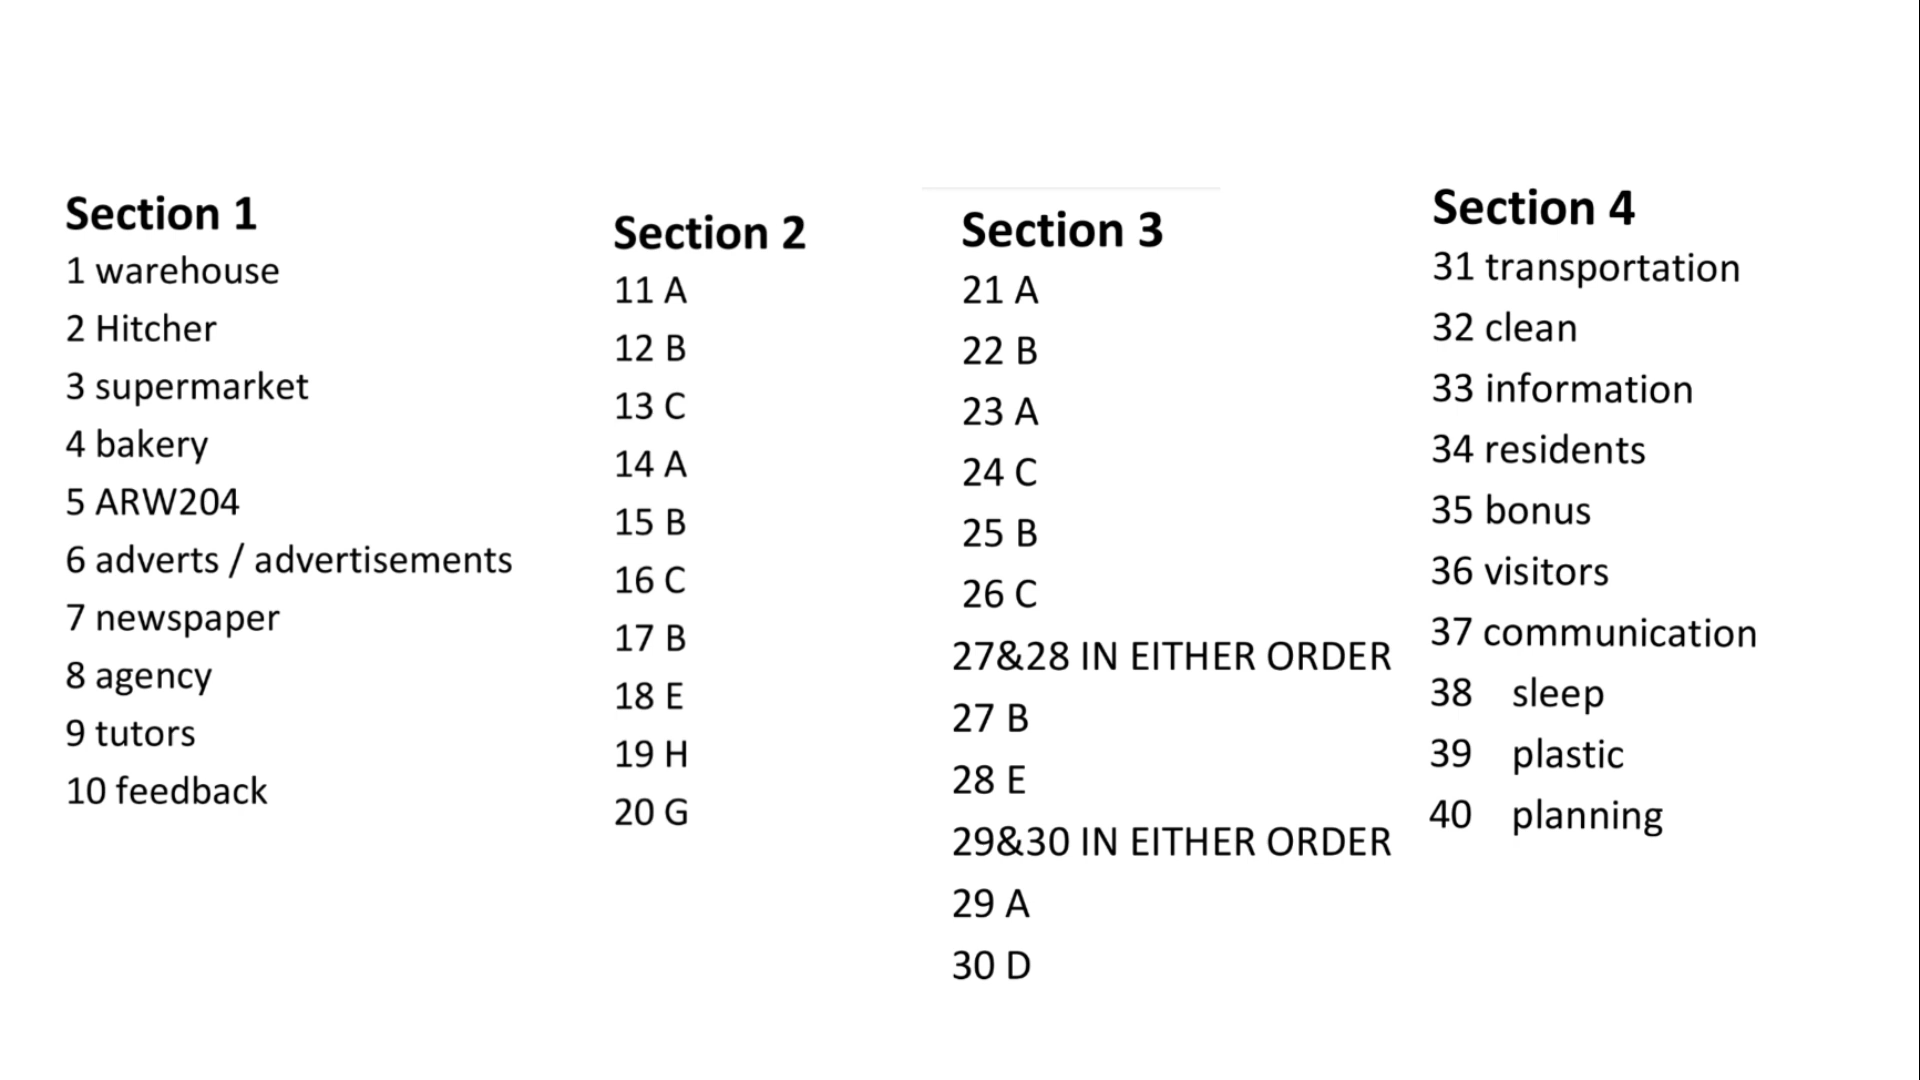 Section 1
1 warehouse
2 Hitcher
3 supermarket
4 bakery
5 ARW204
6 adverts / advertisements
7 newspaper
8 agency
9 tutors
10 feedback
Section 2
11 A
12 B
13 C
14 A
15 B
16 C
17 B
18 E
19 H
20 G
Section 3
21 A
22 B
23 A
24 C
25 B
26 C
27&28 IN EITHER ORDER
27 B
28 E
29&30 IN EITHER ORDER
29 A
30 D
Section 4
31 transportation
32 clean
33 information
34 residents
35 bonus
36 visitors
37 communication
38 sleep
39 plastic
40 planning